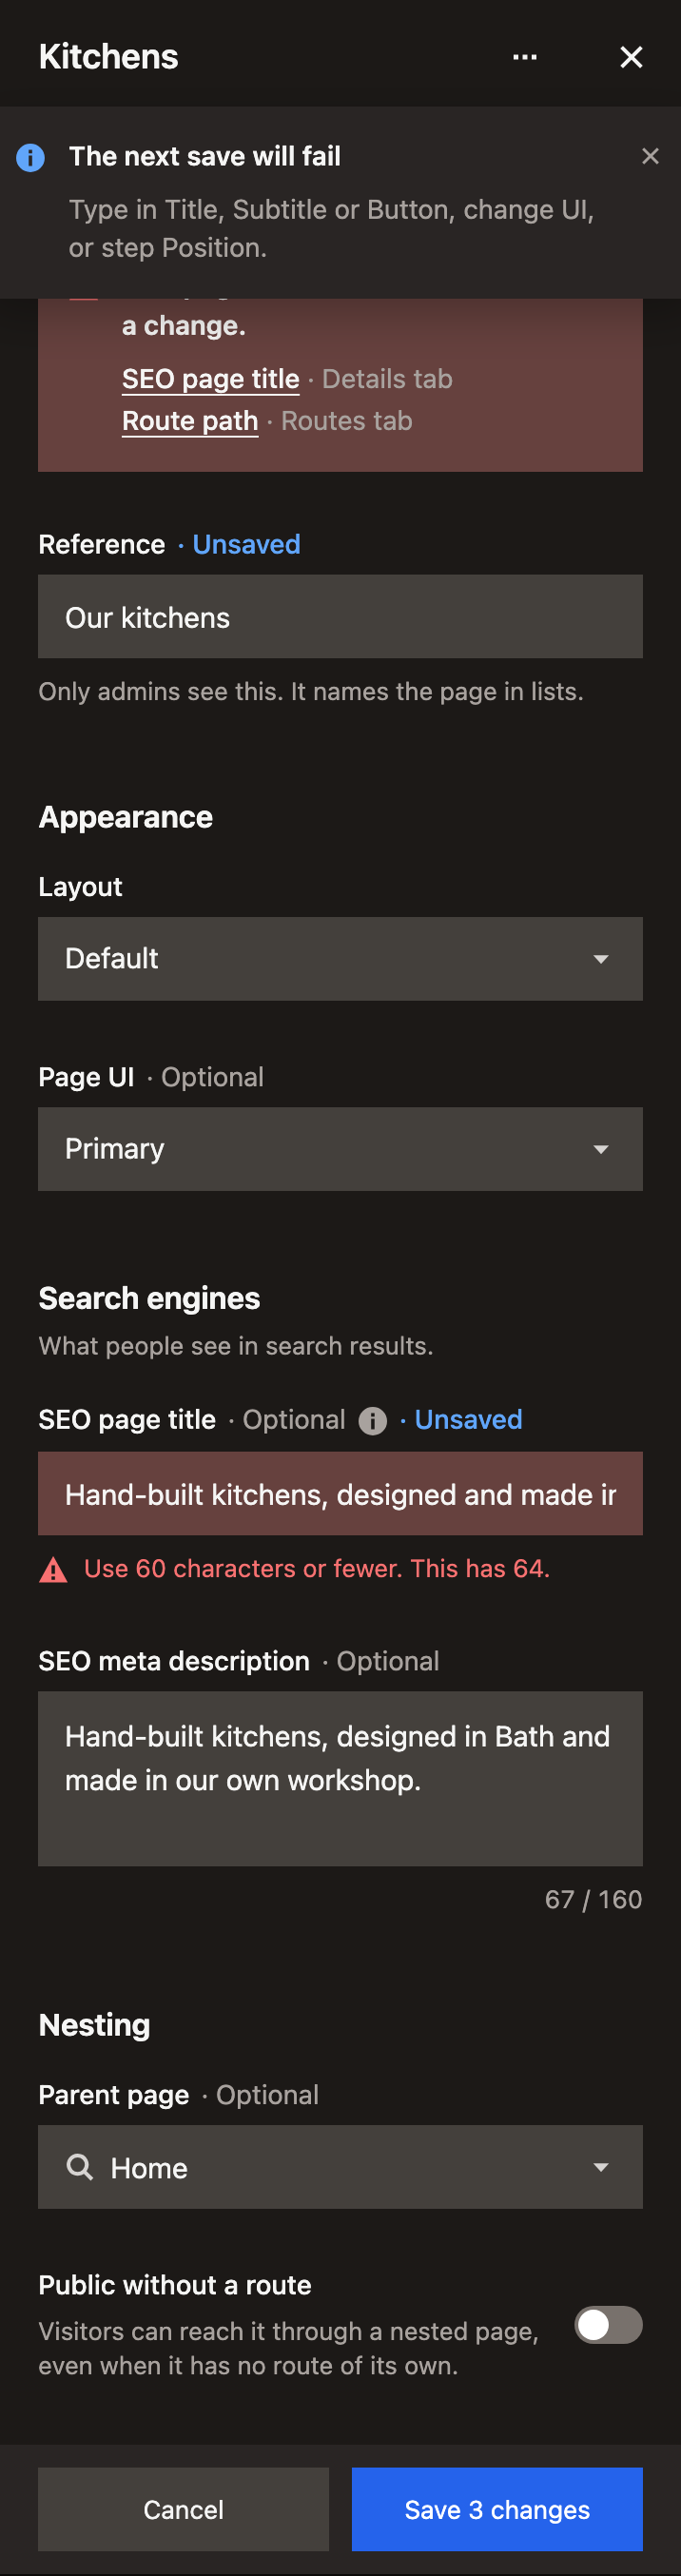 Kitchens
The next save will fail
Type in Title, Subtitle or Button, change UI,
or step Position.
a change.
SEO page title · Details tab
Route path · Routes tab
Reference · Unsaved
Our kitchens
Only admins see this. It names the page in lists.
Appearance
Layout
Default
Page UI · Optional
Primary
Search engines
What people see in search results.
SEO page title · Optional · Unsaved
Hand-built kitchens, designed and made
Use 60 characters or fewer. This has 64.
SEO meta description · Optional
Hand-built kitchens, designed in Bath and
made in our own workshop.
67 / 160
Nesting
Parent page · Optional
Home
Public without a route
Visitors can reach it through a nested page,
even when it has no route of its own.
Cancel
Save 3 changes